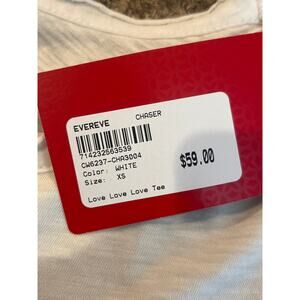 EVEREVE CHASER
714232563539
CW6237-CHA3004
Color: WHITE
Size: XS
$59.00
Love Love Love Tee